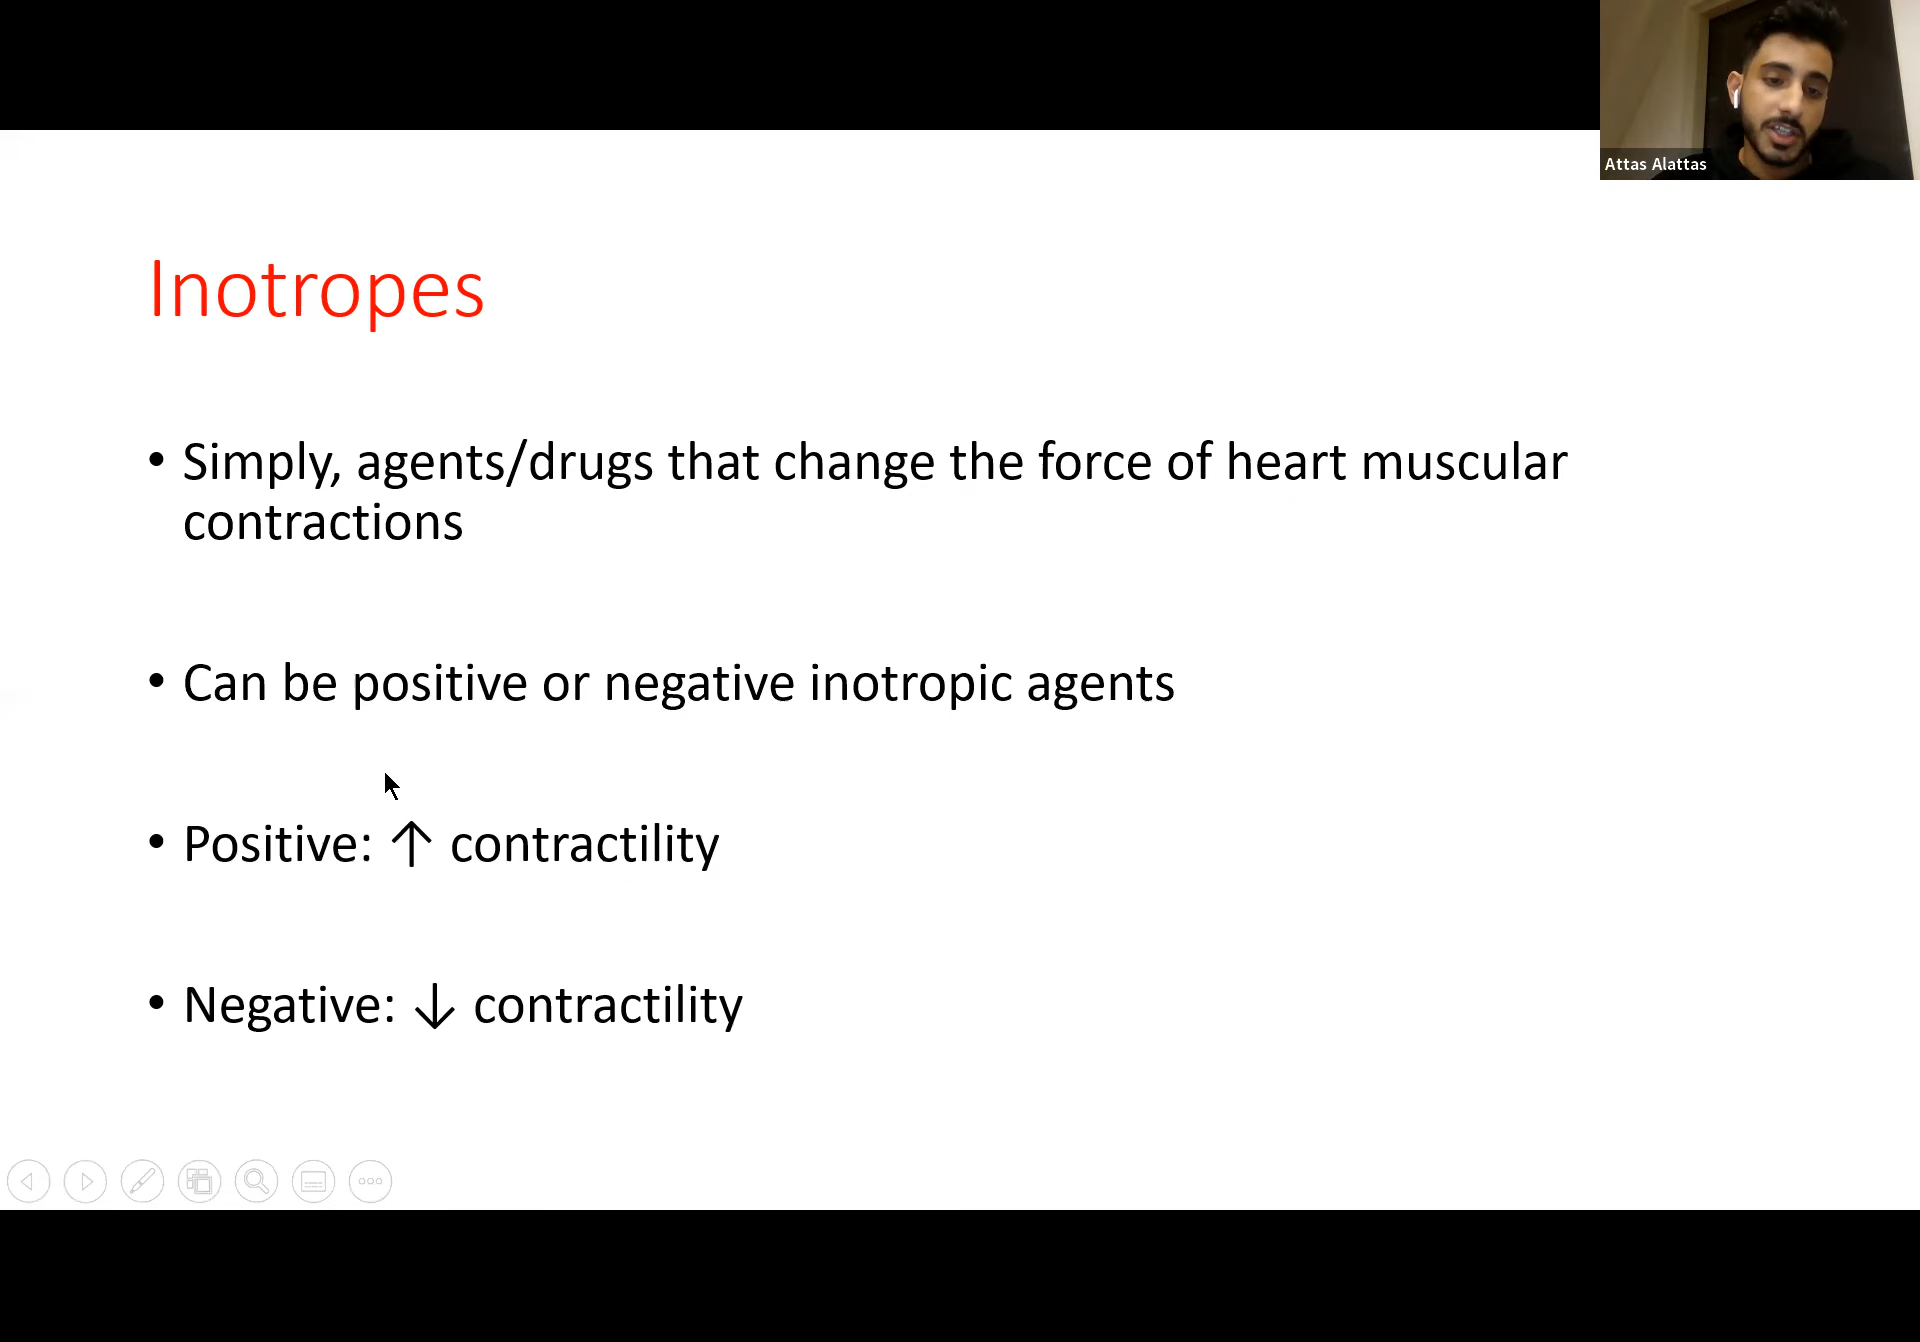 Attas Alattas
Inotropes
• Simply, agents/drugs that change the force of heart muscular
contractions
• Can be positive or negative inotropic agents
• Positive: ↑ contractility
• Negative: ↓ contractility